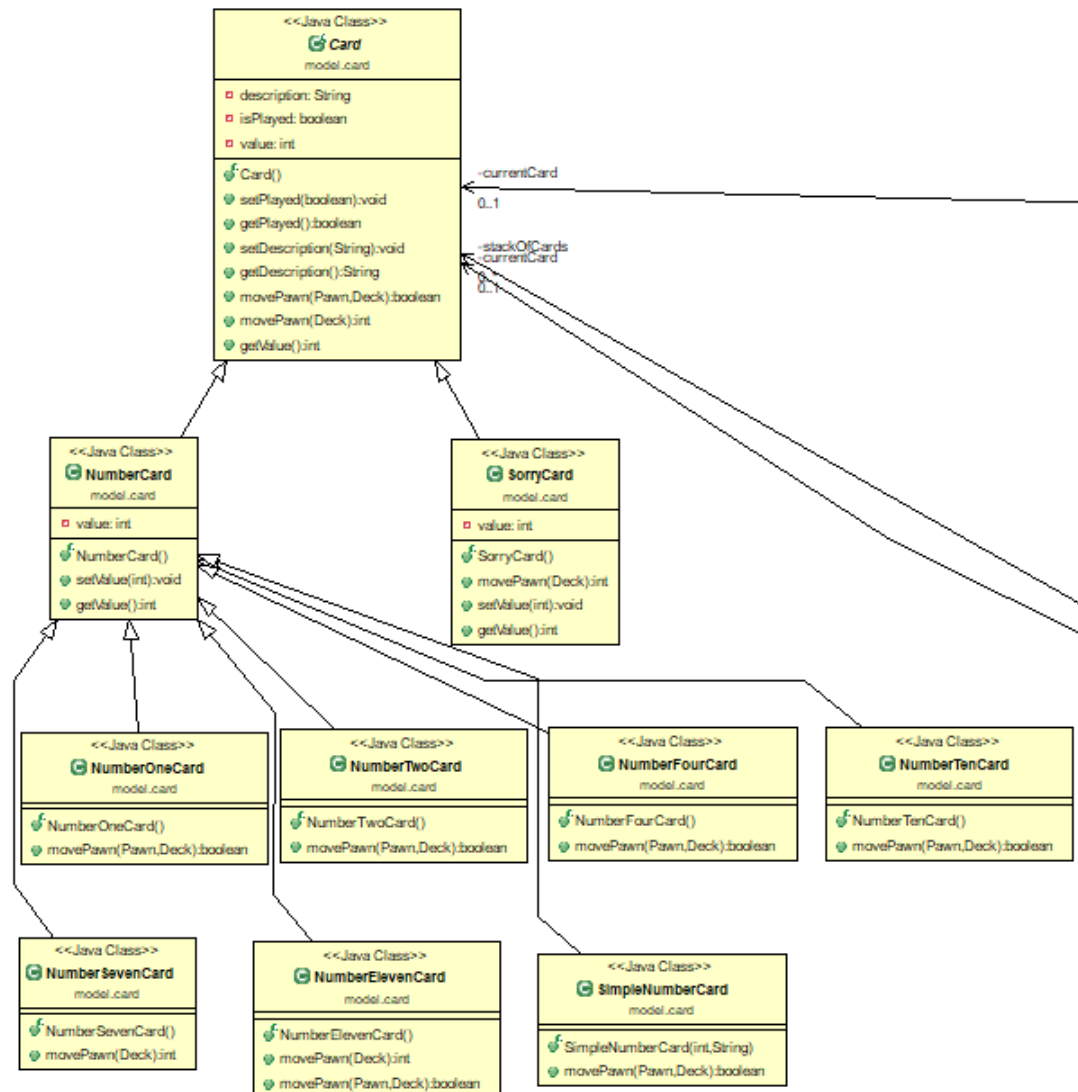 <<Java Class>>
Card
model.card
description: String
isPlayed: boolean
value: int
Card()
setPlayed(boolean):void
getPlayed():boolean
setDescription(String):void
getDescription():String
movePawn(Pawn,Deck):boolean
movePawn(Deck):int
getValue():int
-currentCard
0..1
-stackOfCards
-currentCard
0..1
<<Java Class>>
NumberCard
model.card
value: int
NumberCard()
setValue(int):void
getValue():int
<<Java Class>>
SorryCard
model.card
value: int
SorryCard()
movePawn(Deck):int
setValue(int):void
getValue():int
<<Java Class>>
NumberOneCard
model.card
NumberOneCard()
movePawn(Pawn,Deck):boolean
<<Java Class>>
NumberTwoCard
model.card
NumberTwoCard()
movePawn(Pawn,Deck):boolean
<<Java Class>>
NumberFourCard
model.card
NumberFourCard()
movePawn(Pawn,Deck):boolean
<<Java Class>>
NumberTenCard
model.card
NumberTenCard()
movePawn(Pawn,Deck):boolean
<<Java Class>>
NumberSevenCard
model.card
NumberSevenCard()
movePawn(Deck):int
<<Java Class>>
NumberElevenCard
model.card
NumberElevenCard()
movePawn(Deck):int
movePawn(Pawn,Deck):boolean
<<Java Class>>
SimpleNumberCard
model.card
SimpleNumberCard(int,String)
movePawn(Pawn,Deck):boolean